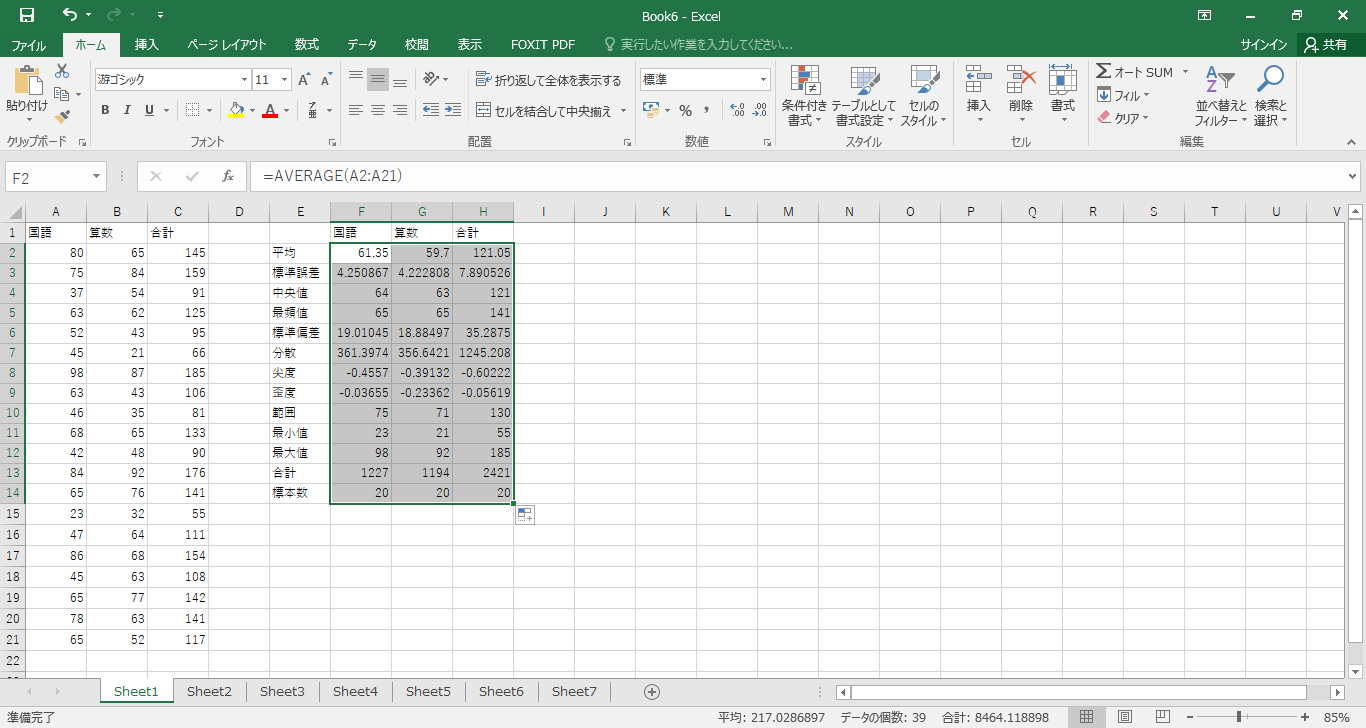 Book6 - Excel
ファイル ホーム 挿入 ページ レイアウト 数式 データ 校閲 表示 FOXIT PDF 実行したい作業を入力してください... サインイン 共有
游ゴシック 11 折り返して全体を表示する 標準 オート SUM
貼り付け 条件付き書式 テーブルとして書式設定 セルのスタイル 挿入 削除 書式 フィル 並べ替えとフィルター 検索と選択
B I U A セルを結合して中央揃え % クリア
クリップボード フォント 配置 数値 スタイル セル 編集
F2 fx =AVERAGE(A2:A21)
A B C D E F G H I J K L M N O P Q R S T U V
1 国語 算数 合計 国語 算数 合計
2 80 65 145 平均 61.35 59.7 121.05
3 75 84 159 標準誤差 4.250867 4.222808 7.890526
4 37 54 91 中央値 64 63 121
5 63 62 125 最頻値 65 65 141
6 52 43 95 標準偏差 19.01045 18.88497 35.2875
7 45 21 66 分散 361.3974 356.6421 1245.208
8 98 87 185 尖度 -0.4557 -0.39132 -0.60222
9 63 43 106 歪度 -0.03655 -0.23362 -0.05619
10 46 35 81 範囲 75 71 130
11 68 65 133 最小値 23 21 55
12 42 48 90 最大値 98 92 185
13 84 92 176 合計 1227 1194 2421
14 65 76 141 標本数 20 20 20
15 23 32 55
16 47 64 111
17 86 68 154
18 45 63 108
19 65 77 142
20 78 63 141
21 65 52 117
22
Sheet1 Sheet2 Sheet3 Sheet4 Sheet5 Sheet6 Sheet7
準備完了 平均: 217.0286897 データの個数: 39 合計: 8464.118898 85%